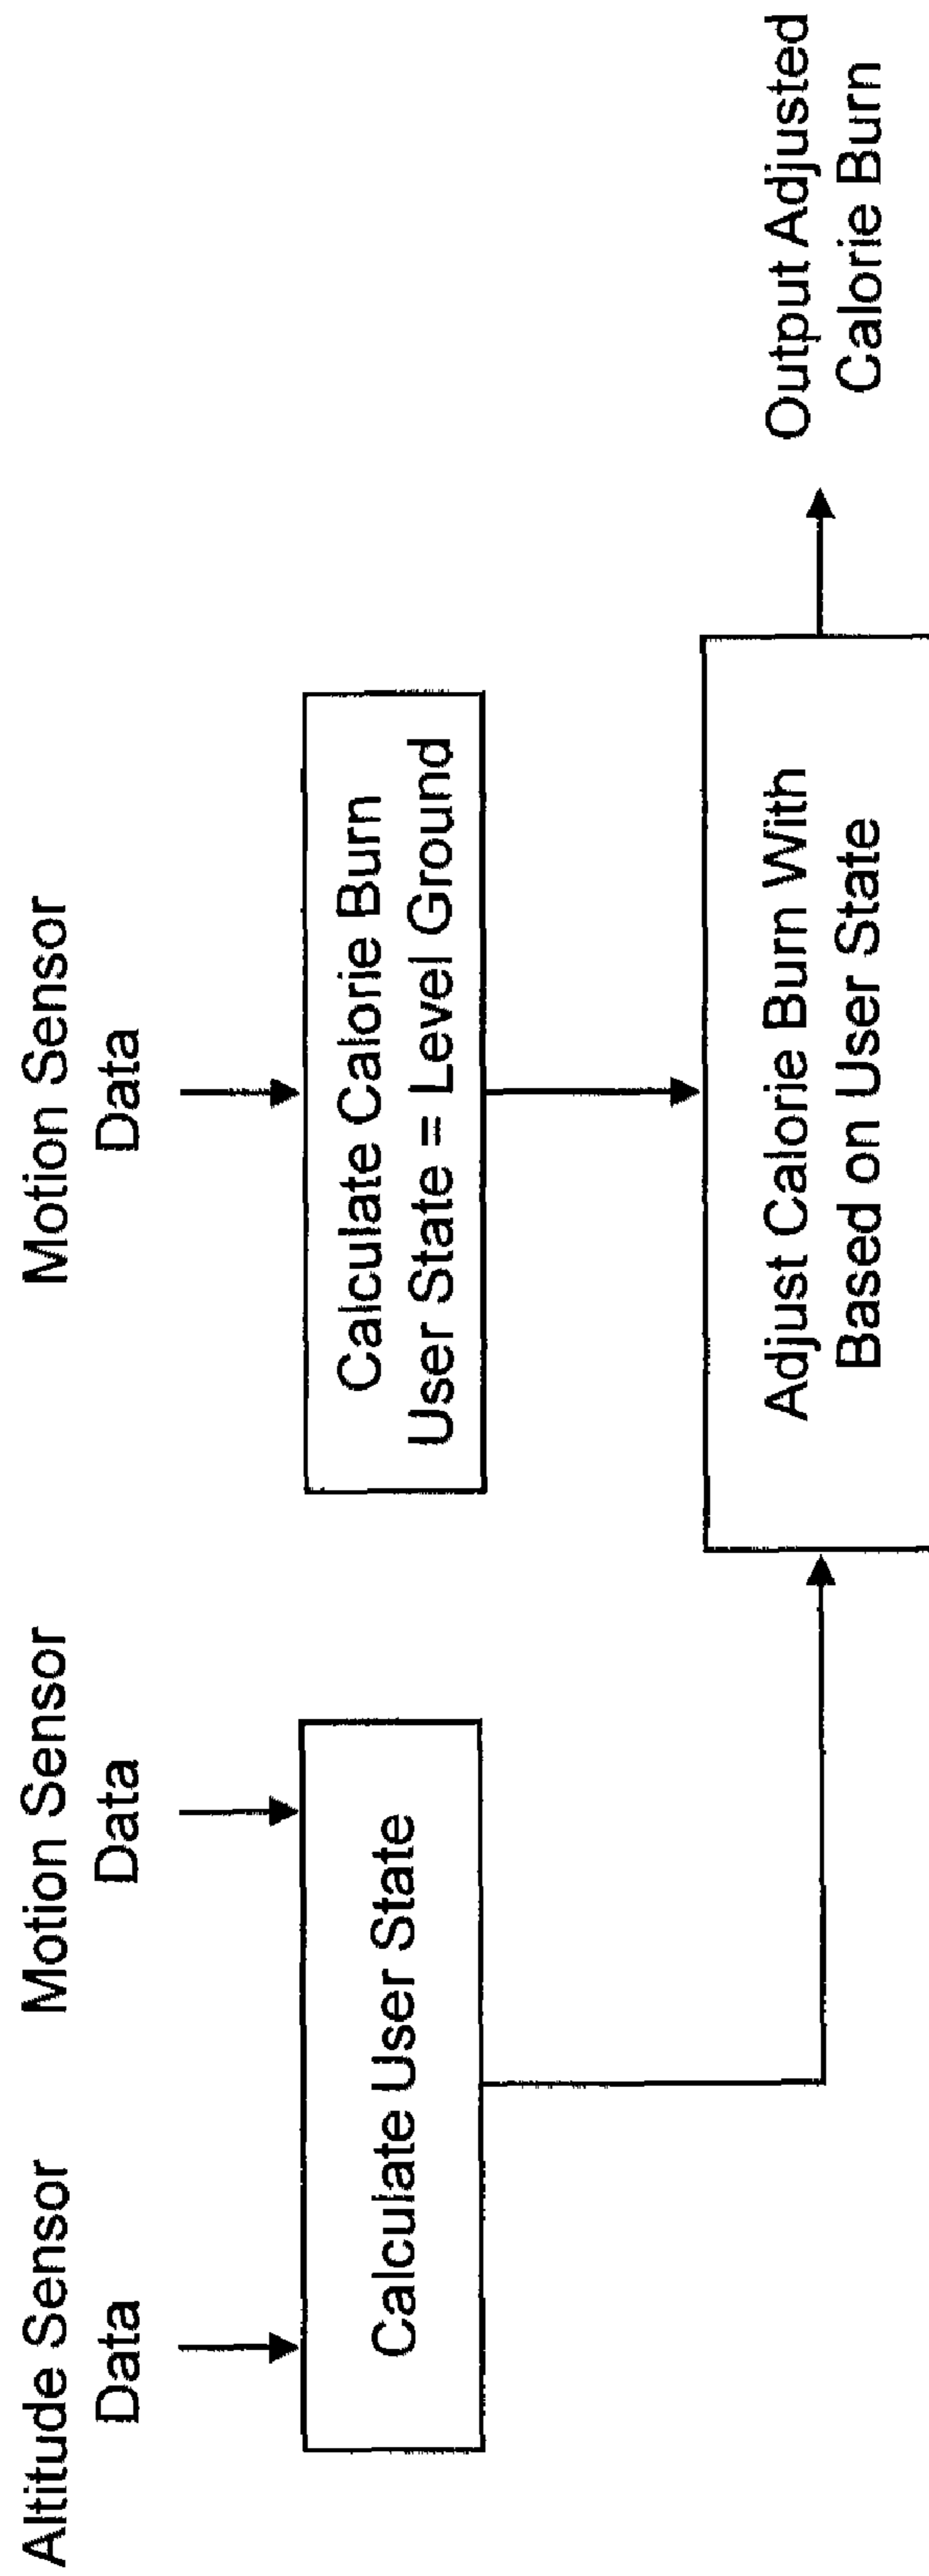 Altitude Sensor
Data
Motion Sensor
Data
Motion Sensor
Data
Calculate User State
Calculate Calorie Burn
User State = Level Ground
Adjust Calorie Burn With
Based on User State
Output Adjusted
Calorie Burn